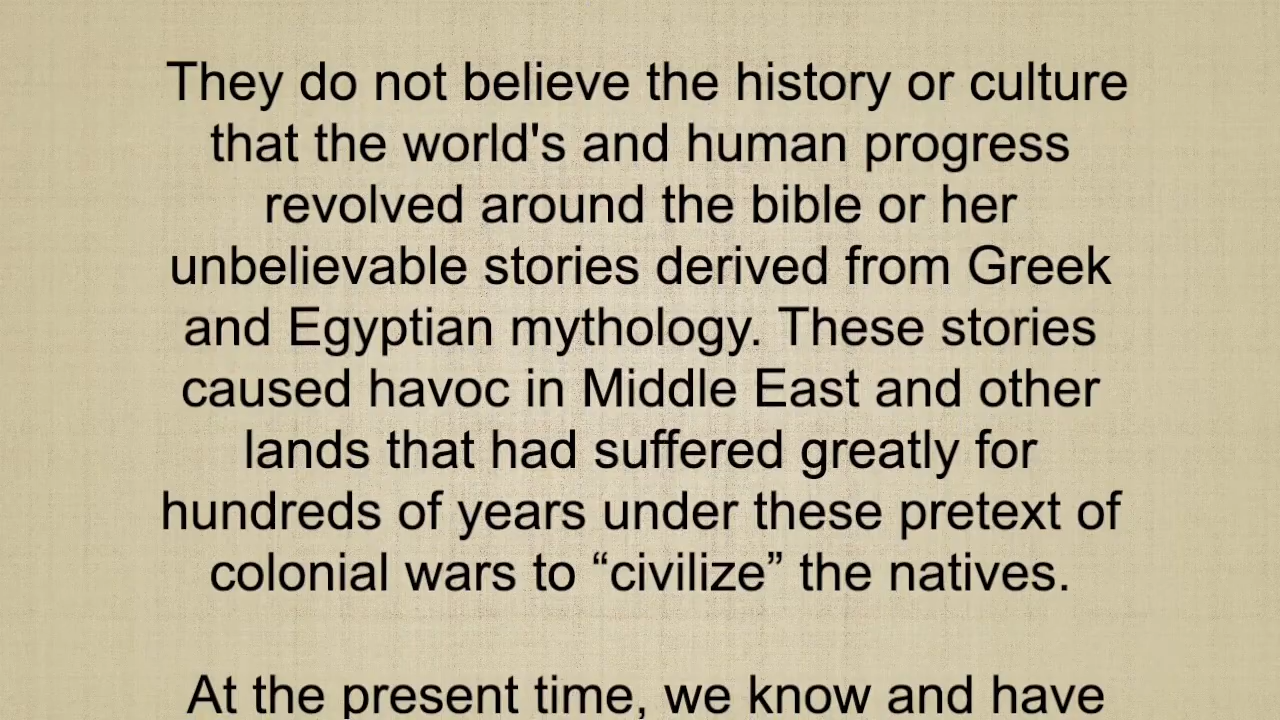 They do not believe the history or culture
that the world's and human progress
revolved around the bible or her
unbelievable stories derived from Greek
and Egyptian mythology. These stories
caused havoc in Middle East and other
lands that had suffered greatly for
hundreds of years under these pretext of
colonial wars to “civilize” the natives.
At the present time, we know and have